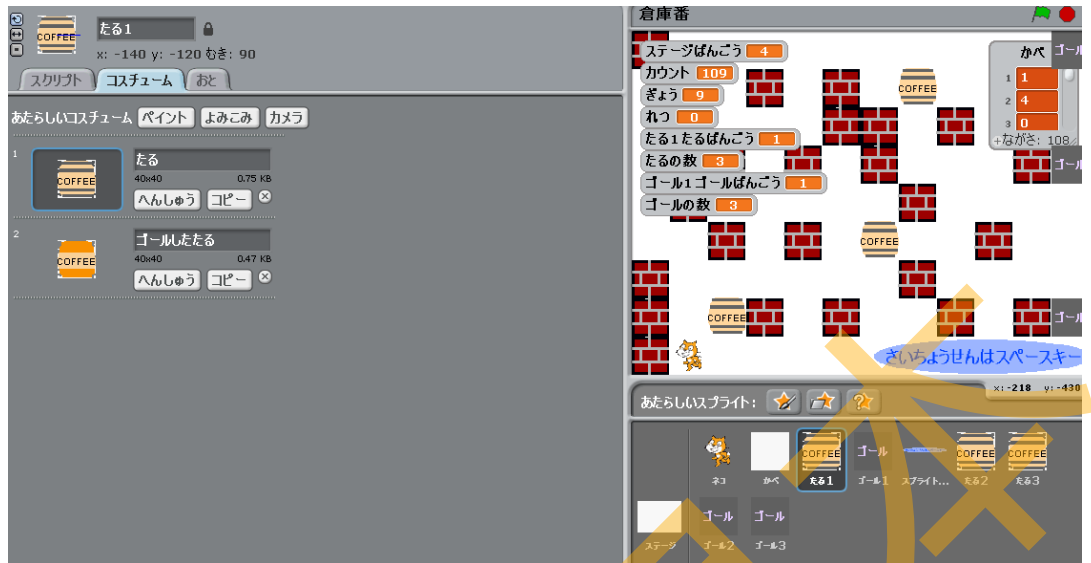 たる1
x: -140 y: -120 むき: 90
スクリプト コスチューム おと
あたらしいコスチューム ペイント よみこみ カメラ
1
たる
40x40 0.75 KB
へんしゅう コピー
COFFEE
2
ゴールしたたる
40x40 0.47 KB
へんしゅう コピー
COFFEE
倉庫番
ステージばんごう 4
カウント 109
ぎょう 9
れつ 0
たる1たるばんごう 1
たるの数 3
ゴール1ゴールばんごう 1
ゴールの数 3
かべ
1 1
2 4
3 0
+ながさ: 108
COFFEE
COFFEE
COFFEE
さいちょうせんはスペースキー
x: -218 y: -430
あたらしいスプライト:
COFFEE ゴール COFFEE COFFEE
ネコ かべ たる1 ゴール1 スプライト... たる2 たる3
ゴール ゴール
ステージ ゴール2 ゴール3